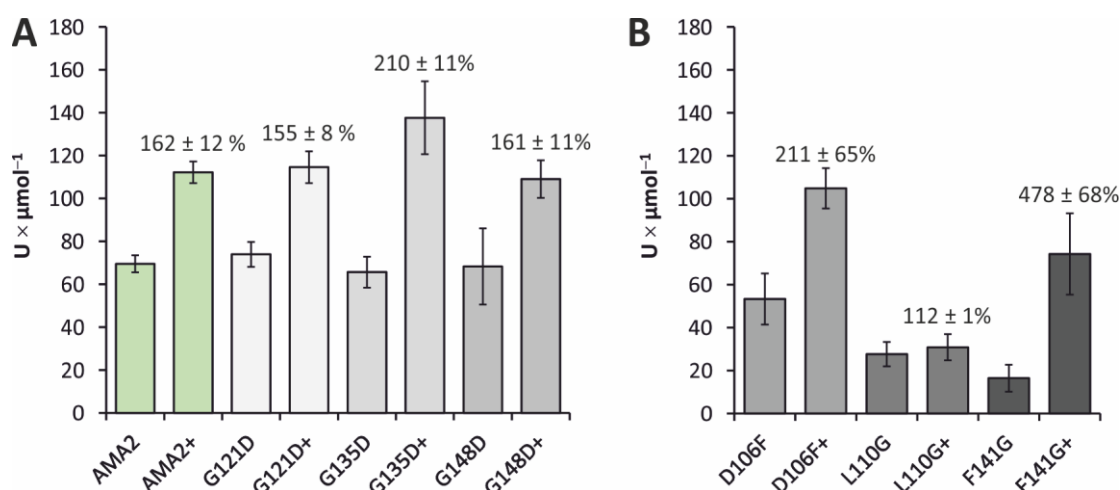 A
U × µmol⁻¹
180
160
140
120
100
80
60
40
20
0
162 ± 12 %
155 ± 8 %
210 ± 11%
161 ± 11%
AMA2
AMA2+
G121D
G121D+
G135D
G135D+
G148D
G148D+
B
U × µmol⁻¹
180
160
140
120
100
80
60
40
20
0
211 ± 65%
112 ± 1%
478 ± 68%
D106F
D106F+
L110G
L110G+
F141G
F141G+